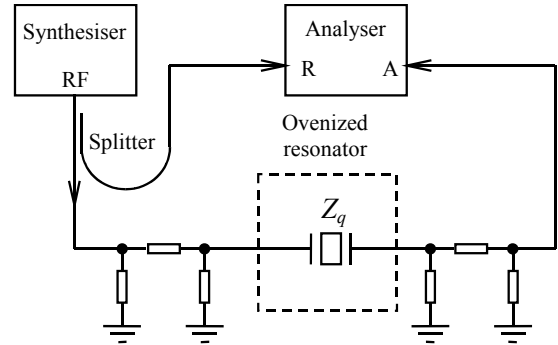 Synthesiser
RF
Analyser
R A
Splitter
Ovenized
resonator
Zq